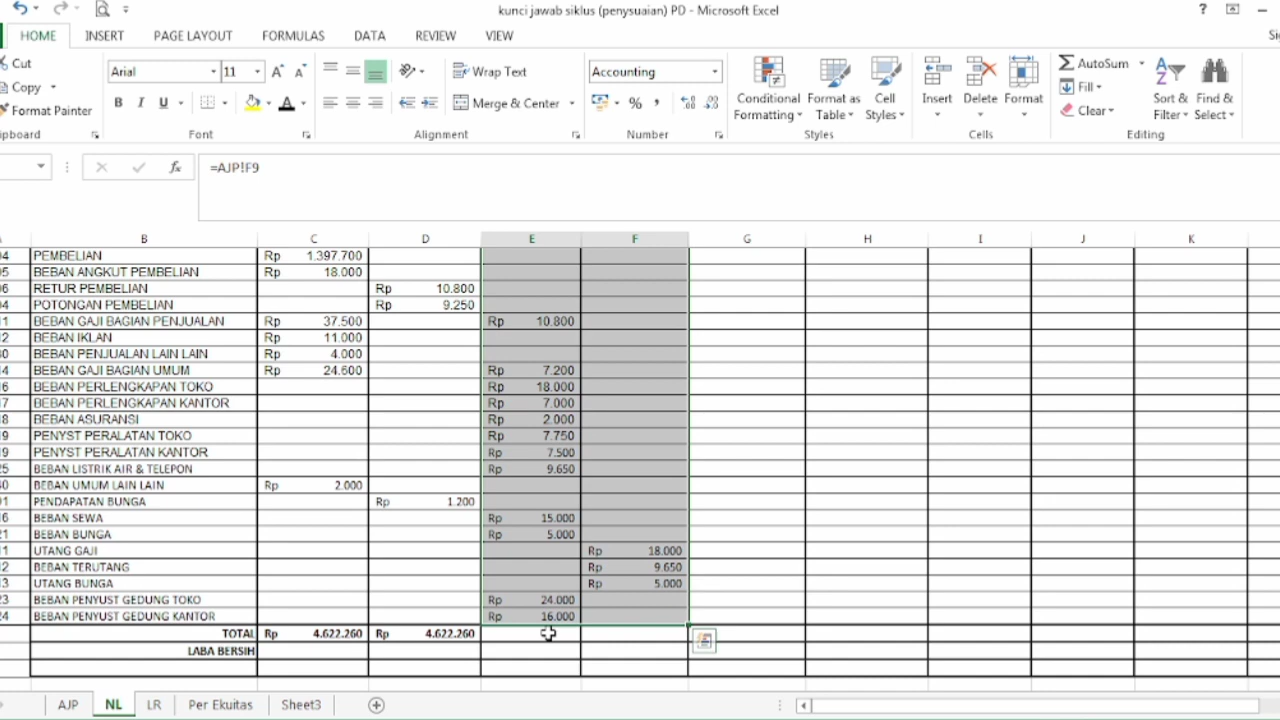 kunci jawab siklus (penysuaian) PD - Microsoft Excel
HOME INSERT PAGE LAYOUT FORMULAS DATA REVIEW VIEW
Cut Arial 11 Wrap Text Accounting AutoSum
Copy Fill
Format Painter Merge & Center Clear
Conditional Formatting Format as Table Cell Styles Insert Delete Format Sort & Filter Find & Select
Font Alignment Number Styles Cells Editing
fx =AJP!F9
B C D E F G H I J K
PEMBELIAN Rp 1.397.700
BEBAN ANGKUT PEMBELIAN Rp 18.000
RETUR PEMBELIAN Rp 10.800
POTONGAN PEMBELIAN Rp 9.250
BEBAN GAJI BAGIAN PENJUALAN Rp 37.500 Rp 10.800
BEBAN IKLAN Rp 11.000
BEBAN PENJUALAN LAIN LAIN Rp 4.000
BEBAN GAJI BAGIAN UMUM Rp 24.600 Rp 7.200
BEBAN PERLENGKAPAN TOKO Rp 18.000
BEBAN PERLENGKAPAN KANTOR Rp 7.000
BEBAN ASURANSI Rp 2.000
PENYST PERALATAN TOKO Rp 7.750
PENYST PERALATAN KANTOR Rp 7.500
BEBAN LISTRIK AIR & TELEPON Rp 9.650
BEBAN UMUM LAIN LAIN Rp 2.000
PENDAPATAN BUNGA Rp 1.200
BEBAN SEWA Rp 15.000
BEBAN BUNGA Rp 5.000
UTANG GAJI Rp 18.000
BEBAN TERUTANG Rp 9.650
UTANG BUNGA Rp 5.000
BEBAN PENYUST GEDUNG TOKO Rp 24.000
BEBAN PENYUST GEDUNG KANTOR Rp 16.000
TOTAL Rp 4.622.260 Rp 4.622.260
LABA BERSIH
AJP NL LR Per Ekuitas Sheet3